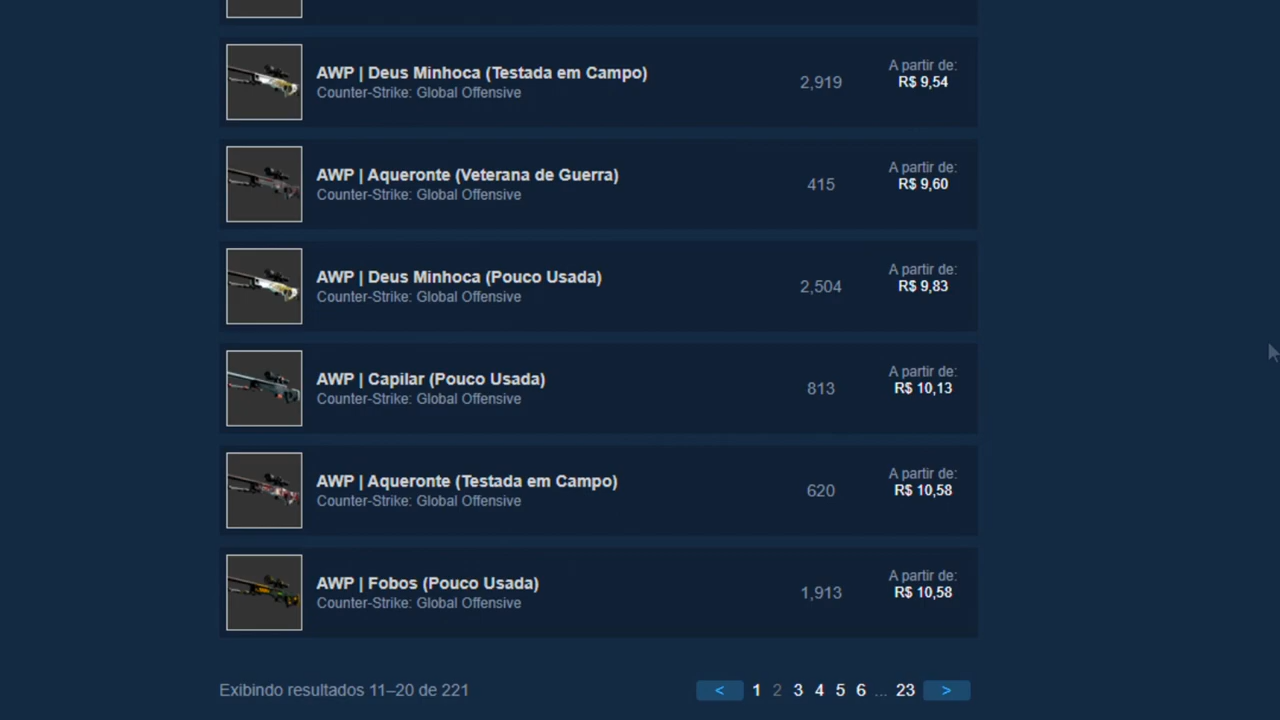 AWP | Deus Minhoca (Testada em Campo)
Counter-Strike: Global Offensive
2,919
A partir de:
R$ 9,54
AWP | Aqueronte (Veterana de Guerra)
Counter-Strike: Global Offensive
415
A partir de:
R$ 9,60
AWP | Deus Minhoca (Pouco Usada)
Counter-Strike: Global Offensive
2,504
A partir de:
R$ 9,83
AWP | Capilar (Pouco Usada)
Counter-Strike: Global Offensive
813
A partir de:
R$ 10,13
AWP | Aqueronte (Testada em Campo)
Counter-Strike: Global Offensive
620
A partir de:
R$ 10,58
AWP | Fobos (Pouco Usada)
Counter-Strike: Global Offensive
1,913
A partir de:
R$ 10,58
Exibindo resultados 11–20 de 221
< 1 2 3 4 5 6 ... 23 >